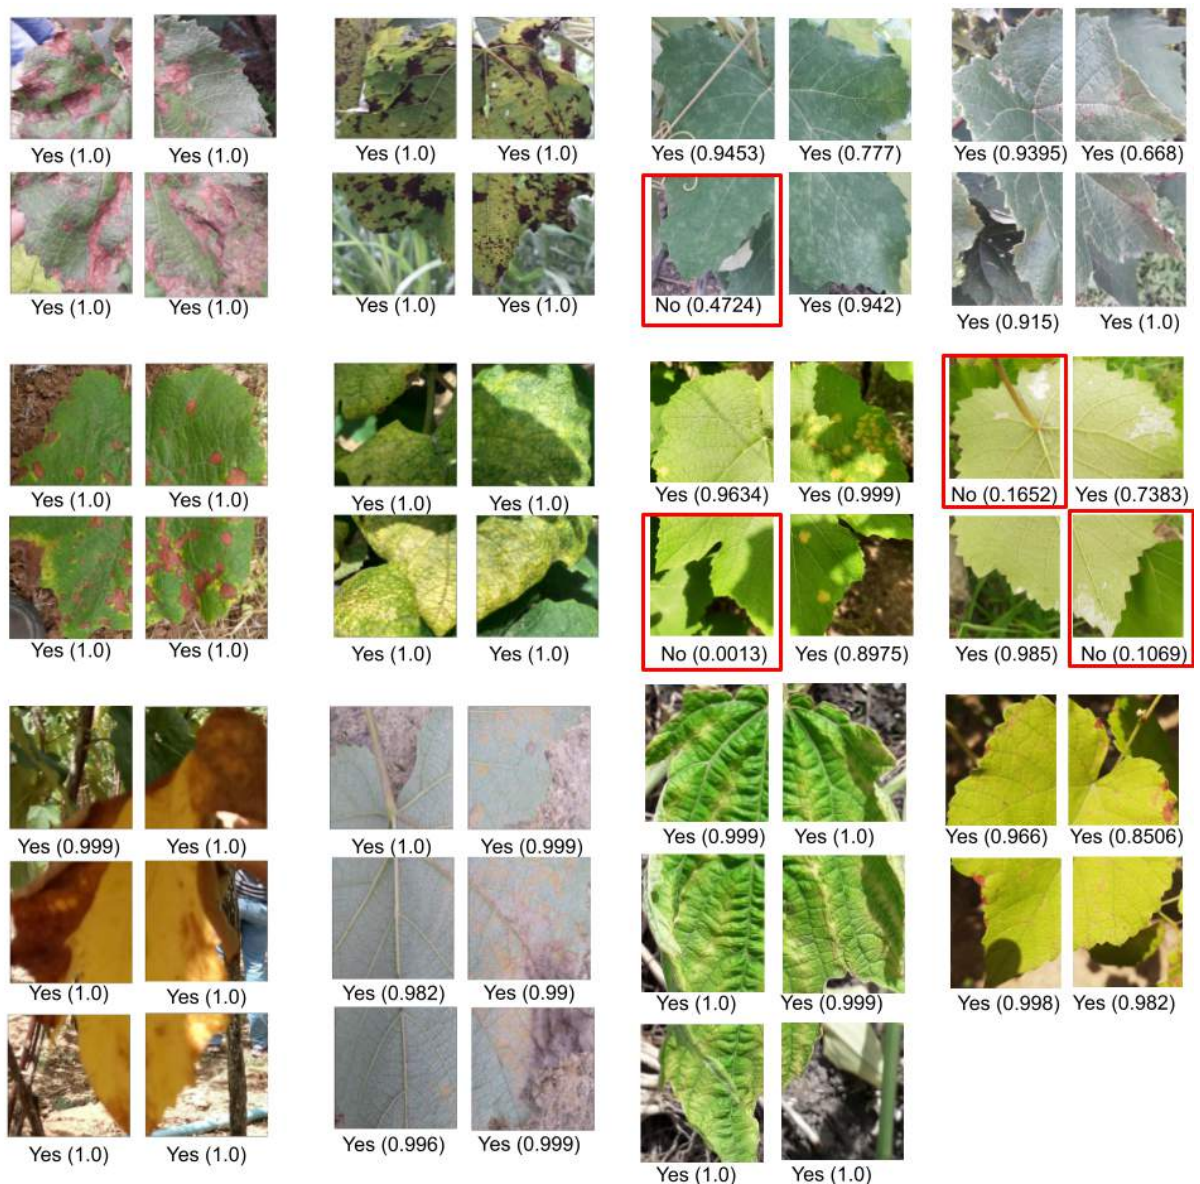 Yes (1.0) Yes (1.0) Yes (1.0) Yes (1.0) Yes (0.9453) Yes (0.777) Yes (0.9395) Yes (0.668)
Yes (1.0) Yes (1.0) Yes (1.0) Yes (1.0) No (0.4724) Yes (0.942) Yes (0.915) Yes (1.0)
Yes (1.0) Yes (1.0) Yes (1.0) Yes (1.0) Yes (0.9634) Yes (0.999) No (0.1652) Yes (0.7383)
Yes (1.0) Yes (1.0) Yes (1.0) Yes (1.0) No (0.0013) Yes (0.8975) Yes (0.985) No (0.1069)
Yes (0.999) Yes (1.0) Yes (1.0) Yes (0.999) Yes (0.999) Yes (1.0) Yes (0.966) Yes (0.8506)
Yes (1.0) Yes (1.0) Yes (0.982) Yes (0.99) Yes (1.0) Yes (0.999) Yes (0.998) Yes (0.982)
Yes (1.0) Yes (1.0) Yes (0.996) Yes (0.999) Yes (1.0) Yes (1.0)